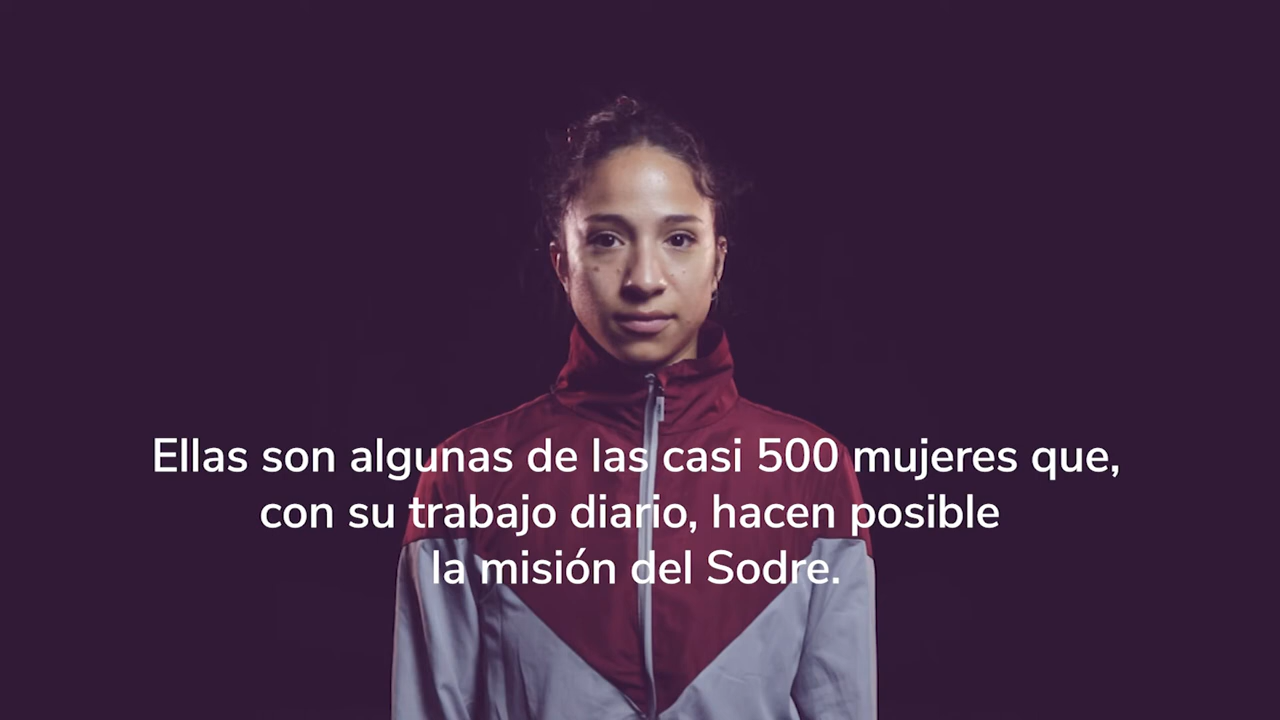 Ellas son algunas de las casi 500 mujeres que,
con su trabajo diario, hacen posible
la misión del Sodre.